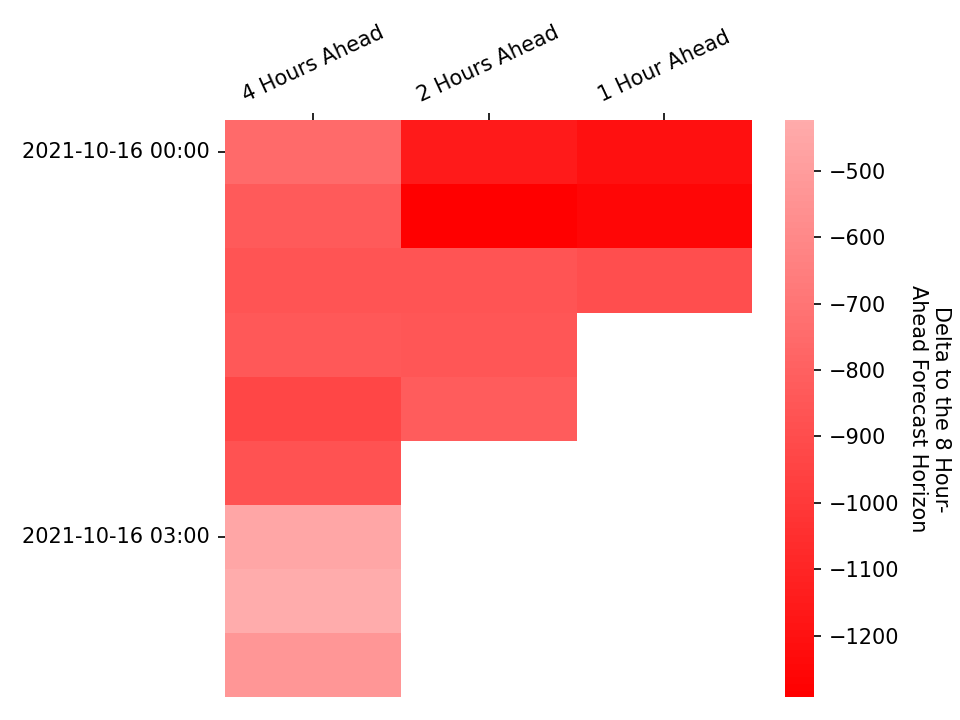 4 Hours Ahead
2 Hours Ahead
1 Hour Ahead
2021-10-16 00:00
2021-10-16 03:00
−500
−600
−700
−800
−900
−1000
−1100
−1200
Delta to the 8 Hour-
Ahead Forecast Horizon